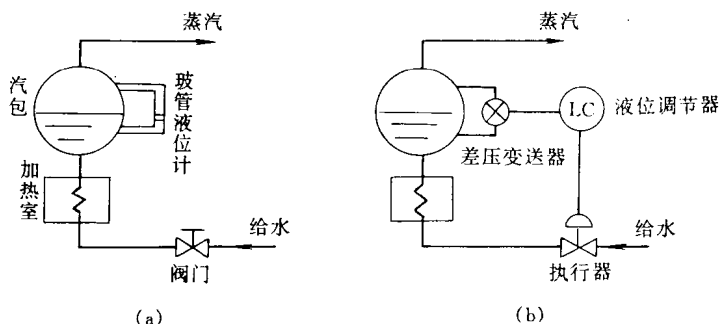 蒸汽
汽包
玻管液位计
加热室
给水
阀门
(a)
蒸汽
LC
液位调节器
差压变送器
给水
执行器
(b)